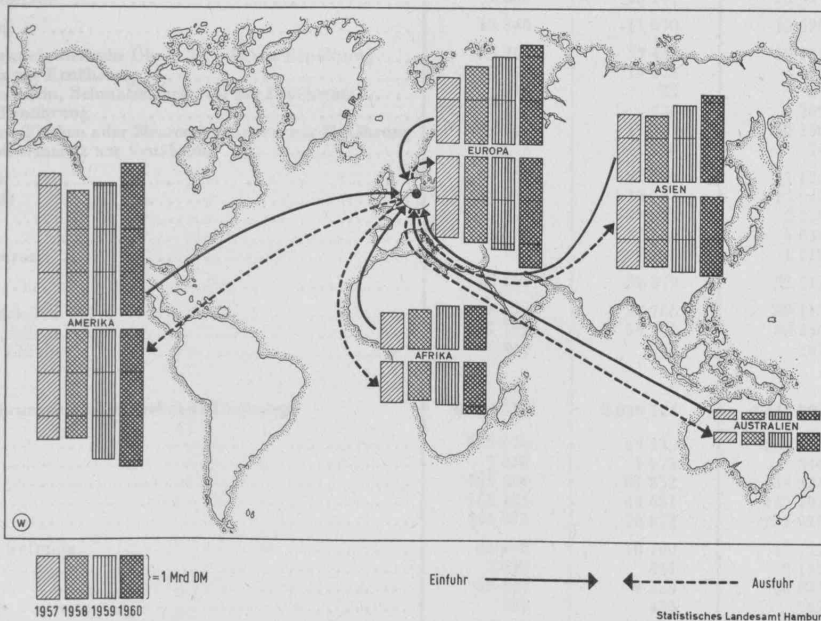 EUROPA
ASIEN
AMERIKA
AFRIKA
AUSTRALIEN
W
= 1 Mrd DM
1957 1958 1959 1960
Einfuhr
Ausfuhr
Statistisches Landesamt Hambur